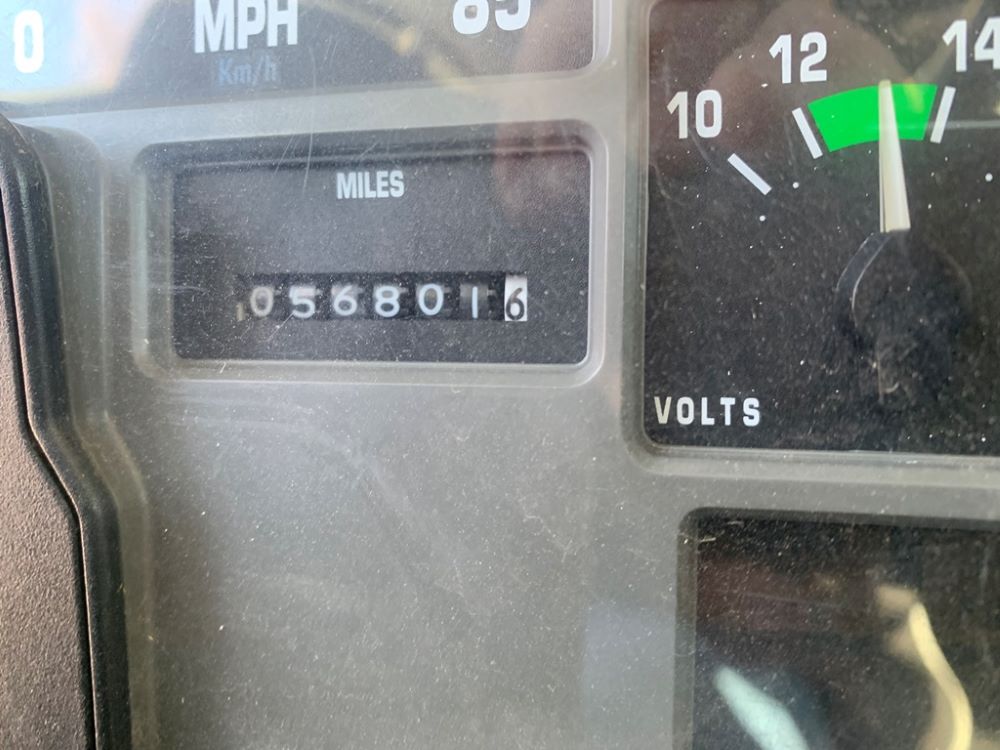 0 MPH 85
Km/h
MILES
0568016
10 12 14
VOLTS